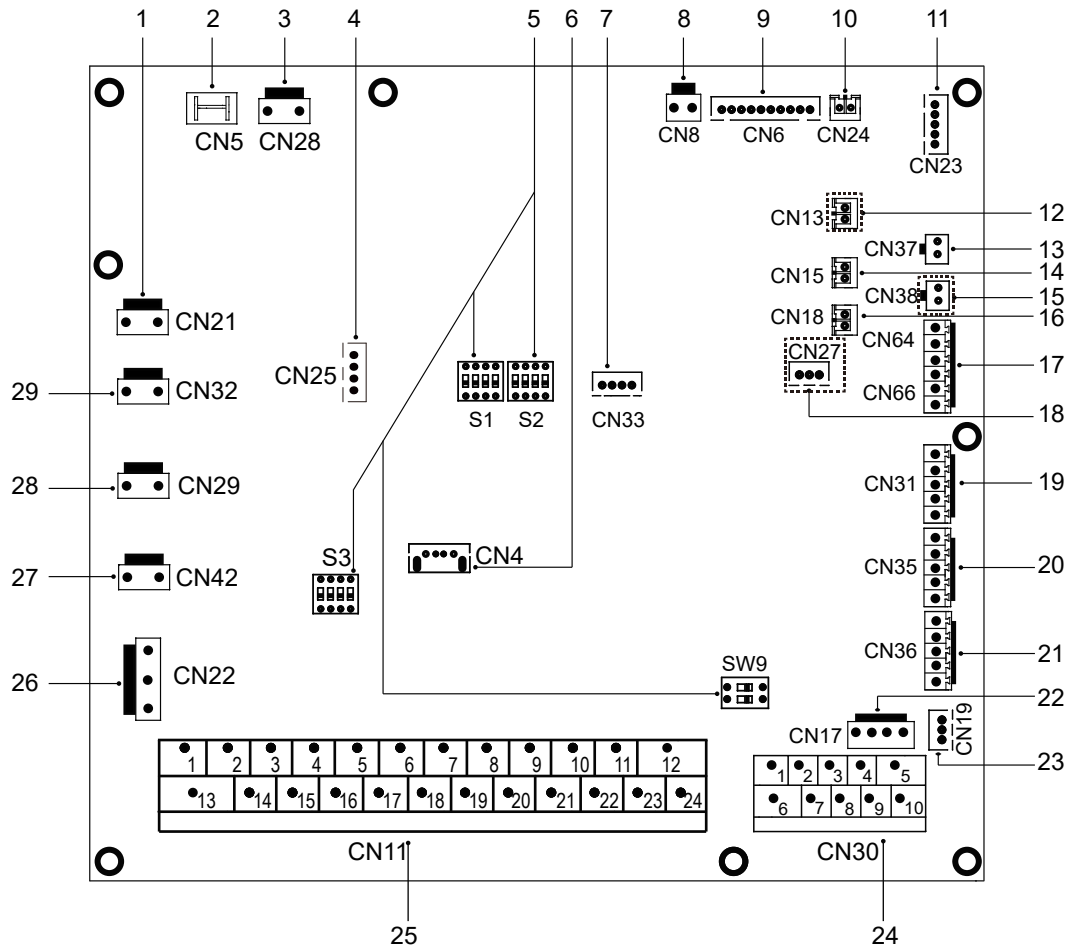 1 2 3 4 5 6 7 8 9 10 11
CN5 CN28 CN8 CN6 CN24
CN23
CN13 12
CN37 13
CN15 14
CN38 15
CN18 16
CN21
CN64
CN27
CN25
17
29 CN32
S1 S2 CN33 CN66
18
28 CN29 CN31 19
S3 CN4
27 CN42 CN35 20
CN36 21
SW9
26 CN22
22
CN17 CN19
23
1 2 3 4 5 6 7 8 9 10 11 12
13 14 15 16 17 18 19 20 21 22 23 24
1 2 3 4 5
6 7 8 9 10
CN11 CN30
25 24